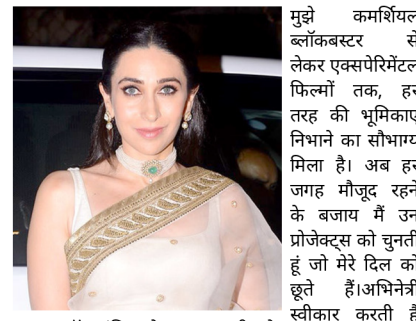 मुझे कमर्शियल
ब्लॉकबस्टर से
लेकर एक्सपेरिमेंटल
फिल्मों तक, हर
तरह की भूमिकाएं
निभाने का सौभाग्य
मिला है। अब हर
जगह मौजूद रहने
के बजाय मैं उन
प्रोजेक्ट्स को चुनती
हूं जो मेरे दिल को
छूते हैं।अभिनेत्री
स्वीकार करती हैं